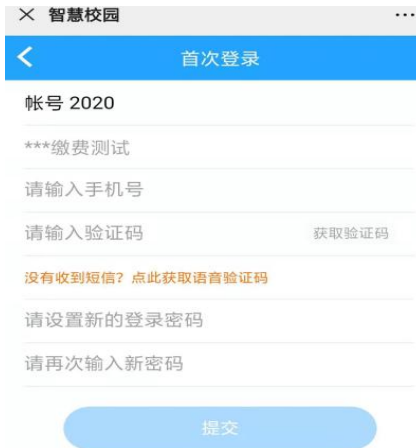 智慧校园
首次登录
帐号 2020
***缴费测试
请输入手机号
请输入验证码 获取验证码
没有收到短信？点此获取语音验证码
请设置新的登录密码
请再次输入新密码
提交